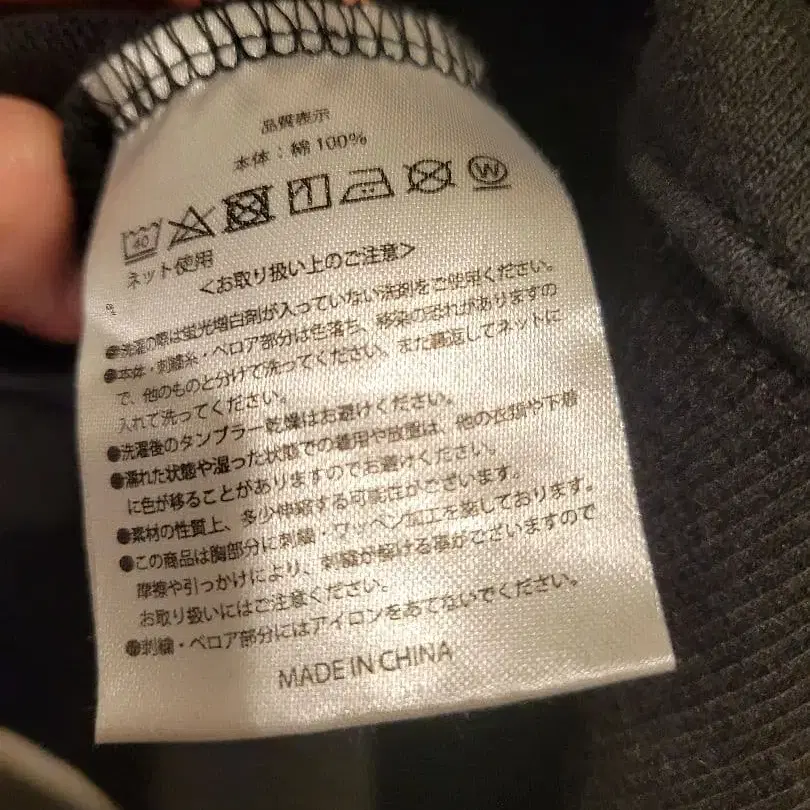 品質表示
本体：綿 100%
40
W
ネット使用
<お取り扱い上のご注意>
●洗濯の際は蛍光増白剤が入っていない洗剤をご使用ください。
●本体・刺繍糸・ベロア部分は色落ち、移染の恐れがありますの
で、他のものと分けて洗ってください。また裏返してネットに
入れて洗ってください。
●洗濯後のタンブラー乾燥はお避けください。
●濡れた状態や湿った状態での着用や放置は、他の衣類や下着
に色が移ることがありますのでお避けください。
●素材の性質上、多少伸縮する可能性がございます。
●この商品は胸部分に刺繍・ワッペン加工を施しております。
摩擦や引っかけにより、刺繍が解ける事がございますので
お取り扱いにはご注意ください。
●刺繍・ベロア部分にはアイロンをあてないでください。
MADE IN CHINA